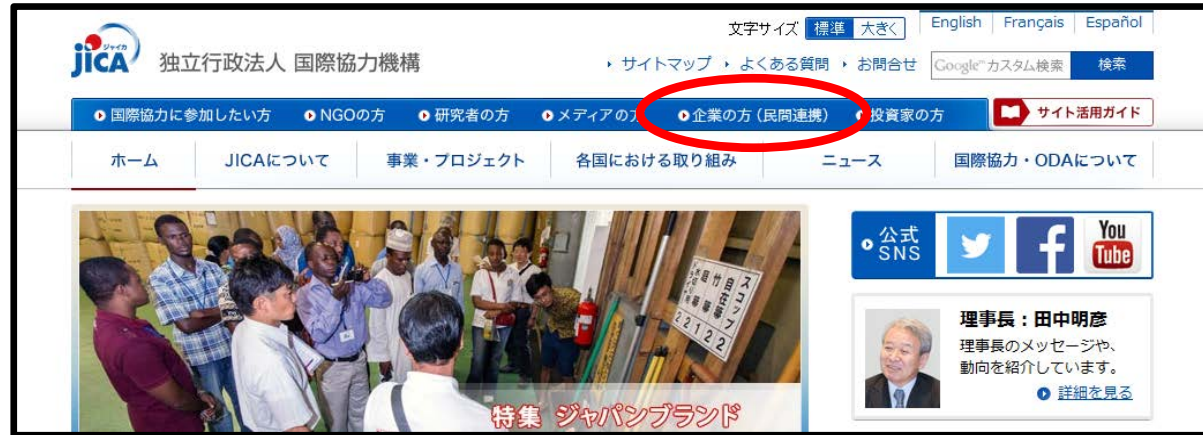 文字サイズ 標準 大きく English Français Español
ジャイカ
JICA 独立行政法人 国際協力機構
サイトマップ よくある質問 お問合せ Google™ カスタム検索 検索
国際協力に参加したい方 NGOの方 研究者の方 メディアの方 企業の方(民間連携) 投資家の方 サイト活用ガイド
ホーム JICAについて 事業・プロジェクト 各国における取り組み ニュース 国際協力・ODAについて
公式
SNS
You
Tube
スコップ 2
自在箒 2
竹箒 1
庭箒 2
特集 ジャパンブランド
理事長：田中明彦
理事長のメッセージや、
動向を紹介しています。
詳細を見る